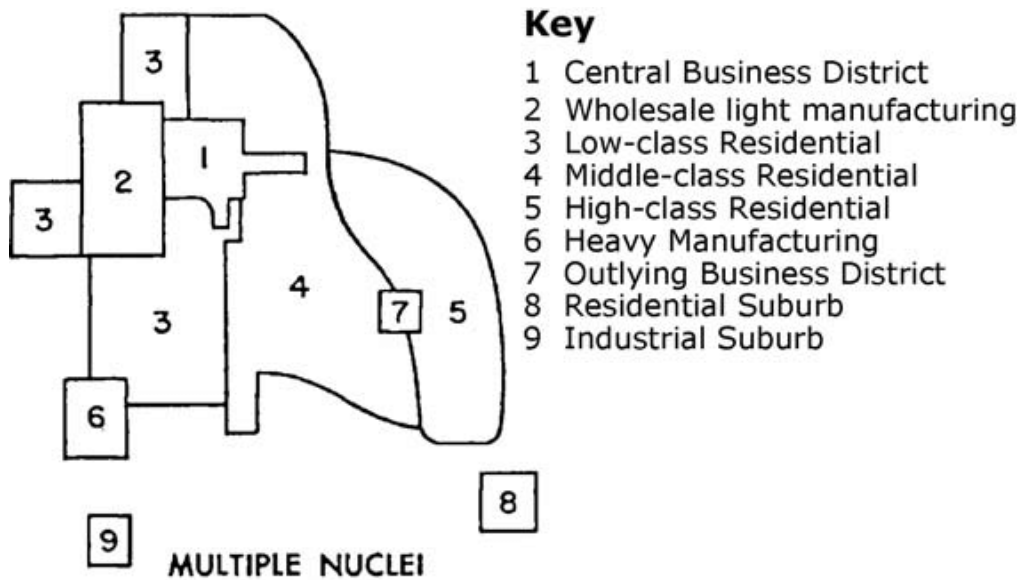 Key
1 Central Business District
2 Wholesale light manufacturing
3 Low-class Residential
4 Middle-class Residential
5 High-class Residential
6 Heavy Manufacturing
7 Outlying Business District
8 Residential Suburb
9 Industrial Suburb
3
1
2
3
4
7
5
3
6
8
9
MULTIPLE NUCLEI